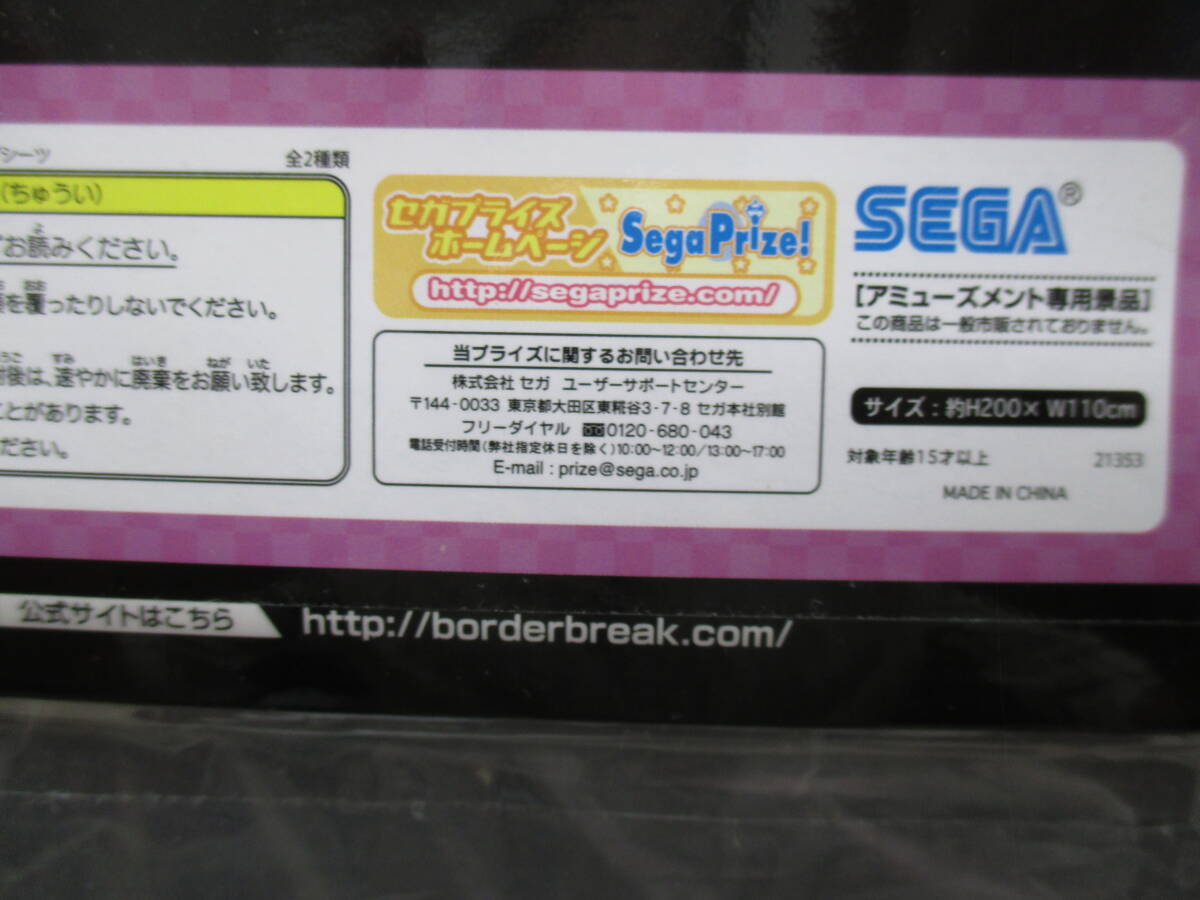 シーツ
全2種類
(ちゅうい)
お読みください。
を覆ったりしないでください。
後は、速やかに廃棄をお願い致します。
ことがあります。
ださい。
セガプライズ
ホームページ
SegaPrize!
http://segaprize.com/
当プライズに関するお問い合わせ先
株式会社 セガ ユーザーサポートセンター
〒144-0033 東京都大田区東糀谷3-7-8 セガ本社別館
フリーダイヤル 0120-680-043
電話受付時間(弊社指定休日を除く)10:00~12:00/13:00~17:00
E-mail : prize@sega.co.jp
SEGA®
【アミューズメント専用景品】
この商品は一般市販されておりません。
サイズ : 約H200× W110cm
対象年齢15才以上
21353
MADE IN CHINA
公式サイトはこちら
http://borderbreak.com/